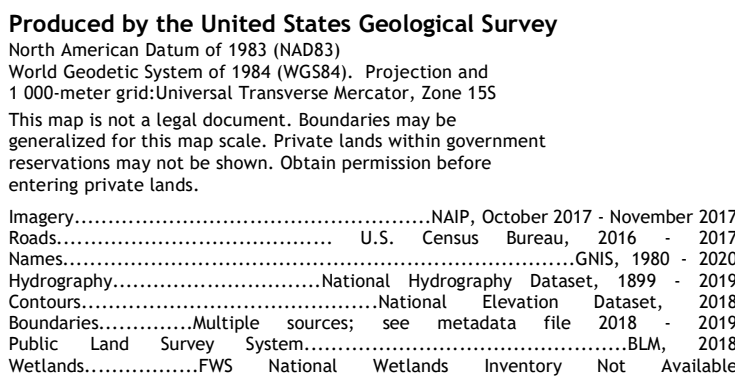 Produced by the United States Geological Survey
North American Datum of 1983 (NAD83)
World Geodetic System of 1984 (WGS84). Projection and
1 000-meter grid:Universal Transverse Mercator, Zone 15S
This map is not a legal document. Boundaries may be
generalized for this map scale. Private lands within government
reservations may not be shown. Obtain permission before
entering private lands.
Imagery............................................NAIP, October 2017 - November 2017
Roads.................................. U.S. Census Bureau, 2016 - 2017
Names...............................................................GNIS, 1980 - 2020
Hydrography..........................National Hydrography Dataset, 1899 - 2019
Contours.....................................National Elevation Dataset, 2018
Boundaries.............Multiple sources; see metadata file 2018 - 2019
Public Land Survey System........................................BLM, 2018
Wetlands..............FWS National Wetlands Inventory Not Available